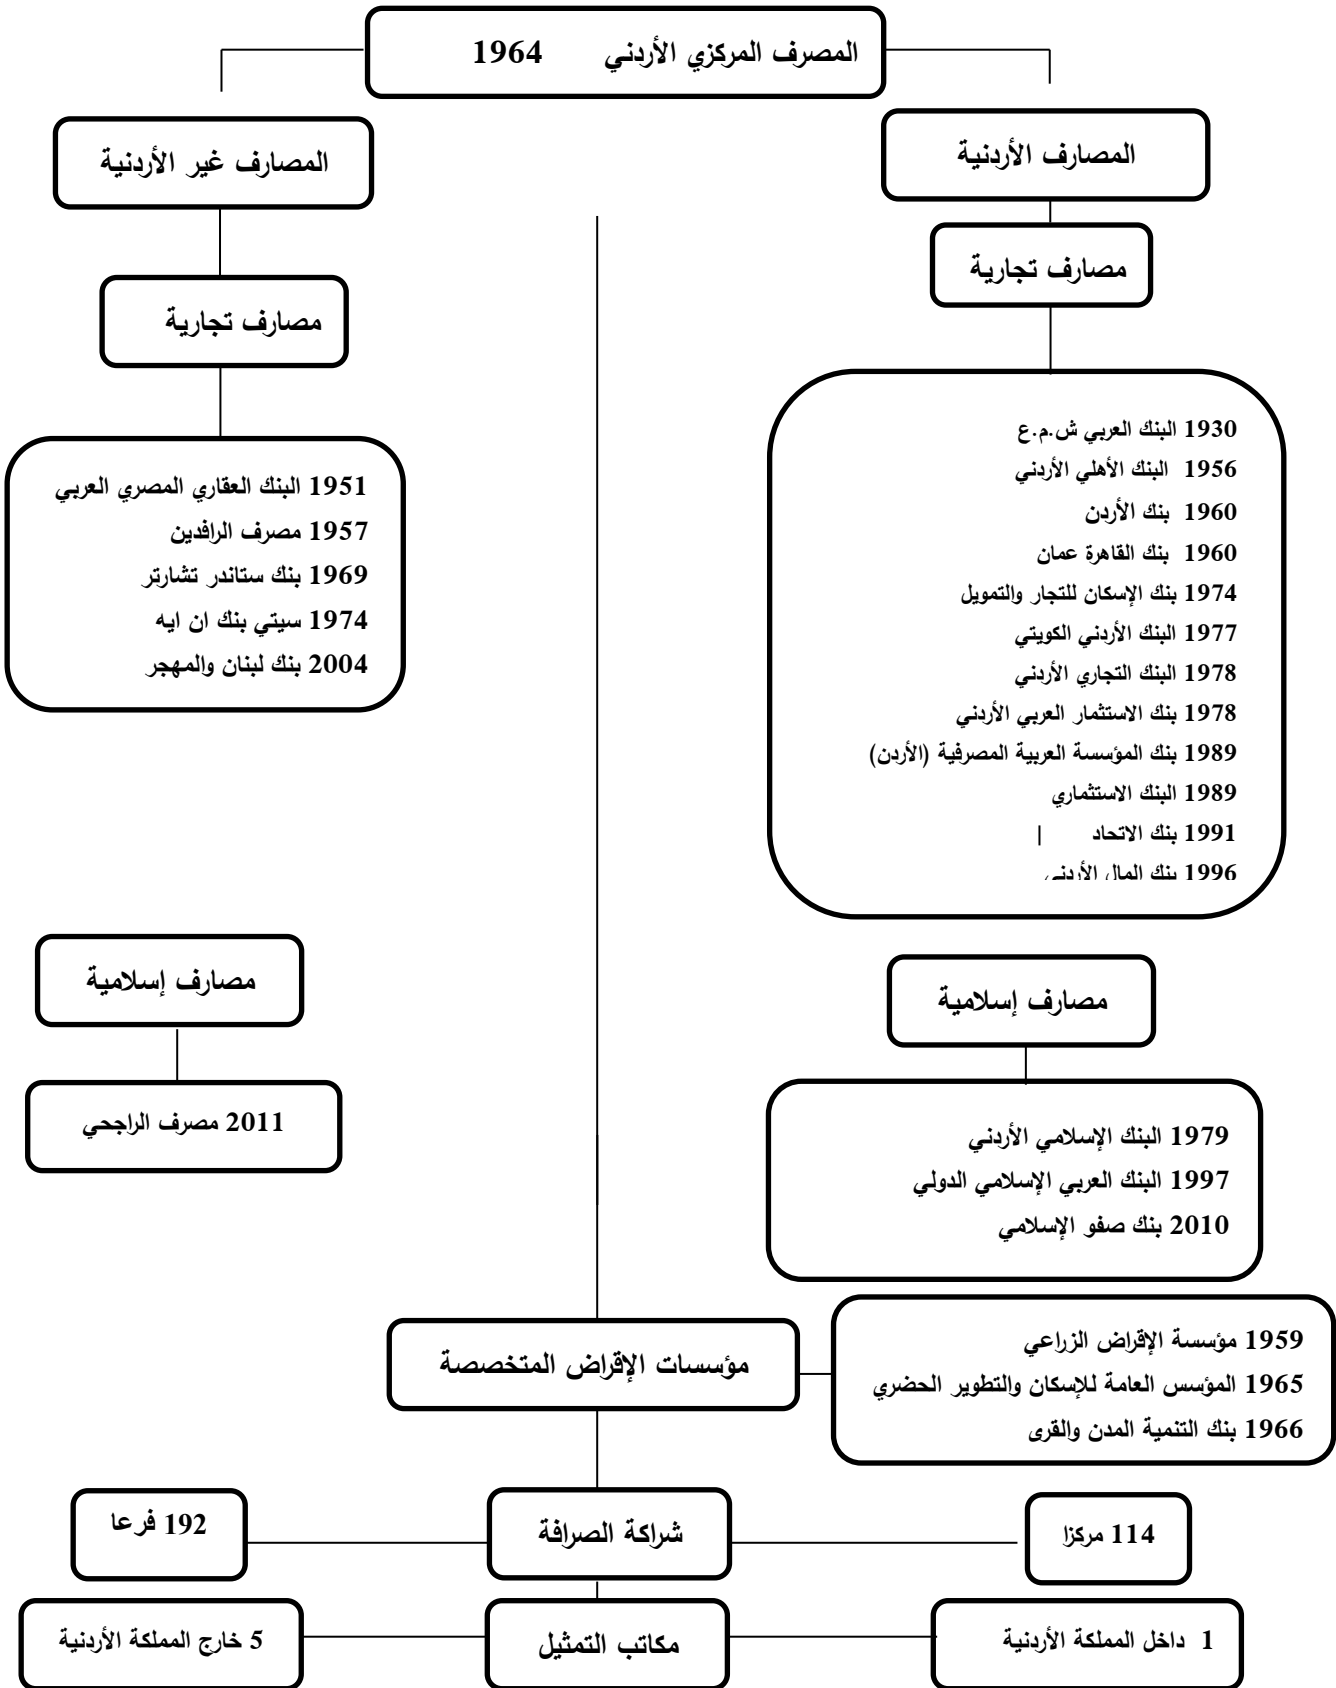 المصرف المركزي الأردني 1964
المصارف الأردنية
المصارف غير الأردنية
مصارف تجارية
مصارف تجارية
1930 البنك العربي ش.م.ع
1956 البنك الأهلي الأردني
1960 بنك الأردن
1960 بنك القاهرة عمان
1974 بنك الإسكان للتجار والتمويل
1977 البنك الأردني الكويتي
1978 البنك التجاري الأردني
1978 بنك الاستثمار العربي الأردني
1989 بنك المؤسسة العربية المصرفية (الأردن)
1989 البنك الاستثماري
1991 بنك الاتحاد |
1996 بنك المال الأردني
1951 البنك العقاري المصري العربي
1957 مصرف الرافدين
1969 بنك ستاندر تشارتر
1974 سيتي بنك ان ايه
2004 بنك لبنان والمهجر
مصارف إسلامية
مصارف إسلامية
1979 البنك الإسلامي الأردني
1997 البنك العربي الإسلامي الدولي
2010 بنك صفو الإسلامي
2011 مصرف الراجحي
مؤسسات الإقراض المتخصصة
1959 مؤسسة الإقراض الزراعي
1965 المؤسس العامة للإسكان والتطوير الحضري
1966 بنك التنمية المدن والقرى
114 مركزا
شراكة الصرافة
192 فرعا
1 داخل المملكة الأردنية
مكاتب التمثيل
5 خارج المملكة الأردنية